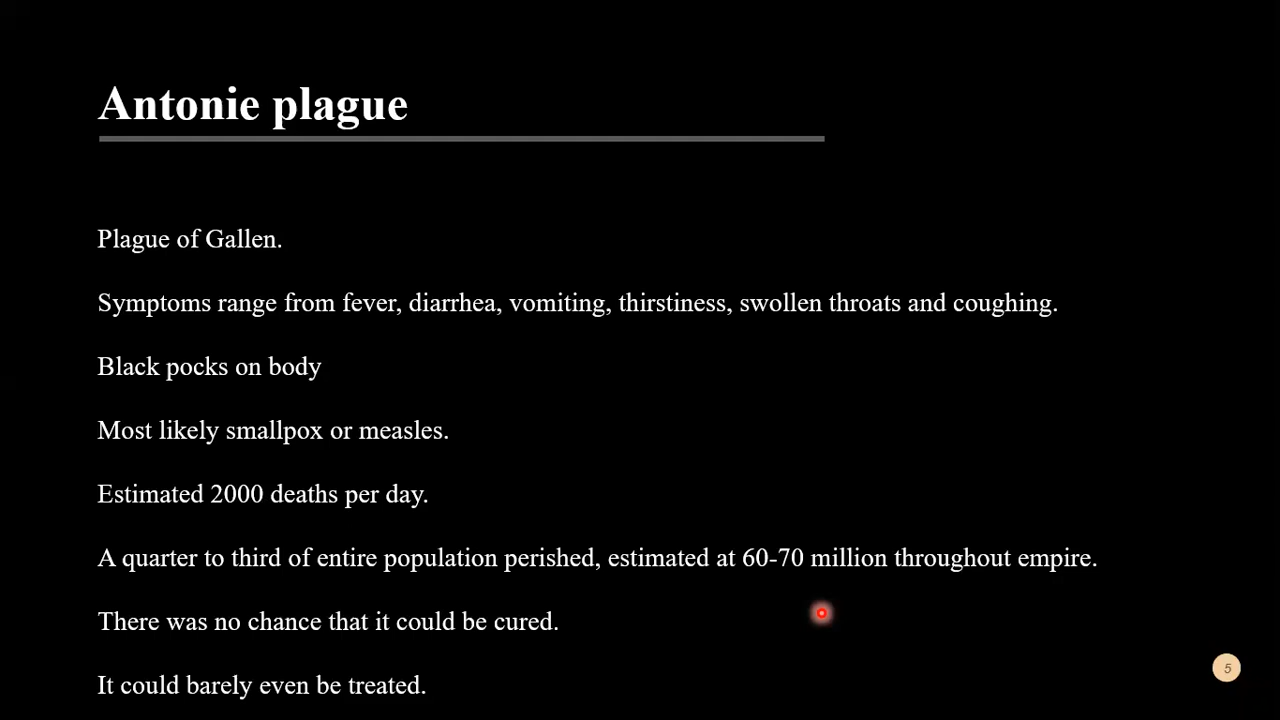 Antonie plague
Plague of Gallen.
Symptoms range from fever, diarrhea, vomiting, thirstiness, swollen throats and coughing.
Black pocks on body
Most likely smallpox or measles.
Estimated 2000 deaths per day.
A quarter to third of entire population perished, estimated at 60-70 million throughout empire.
There was no chance that it could be cured.
It could barely even be treated.
5